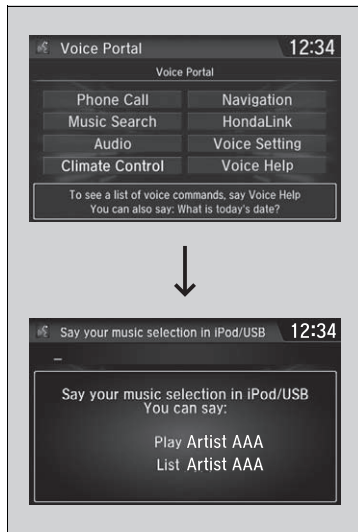 Voice Portal 12:34
Voice Portal
Phone Call Navigation
Music Search HondaLink
Audio Voice Setting
Climate Control Voice Help
To see a list of voice commands, say Voice Help
You can also say: What is today's date?
Say your music selection in iPod/USB 12:34
Say your music selection in iPod/USB
You can say:
Play Artist AAA
List Artist AAA